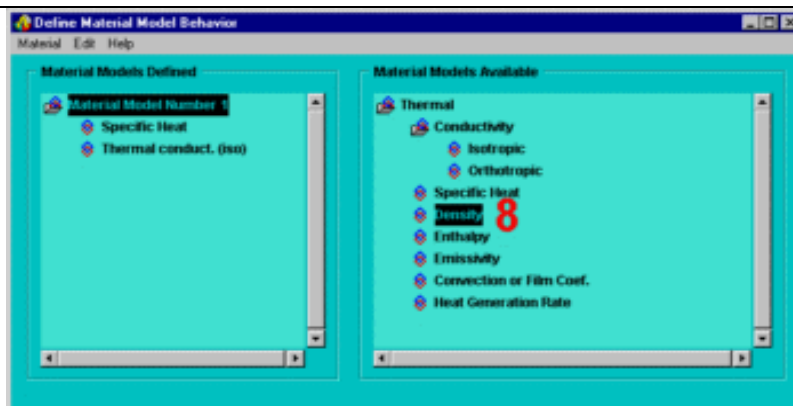 Define Material Model Behavior
Material Edit Help
Material Models Defined
Material Model Number 1
Specific Heat
Thermal conduct. (iso)
Material Models Available
Thermal
Conductivity
Isotropic
Orthotropic
Specific Heat
Density 8
Enthalpy
Emissivity
Convection or Film Coef.
Heat Generation Rate